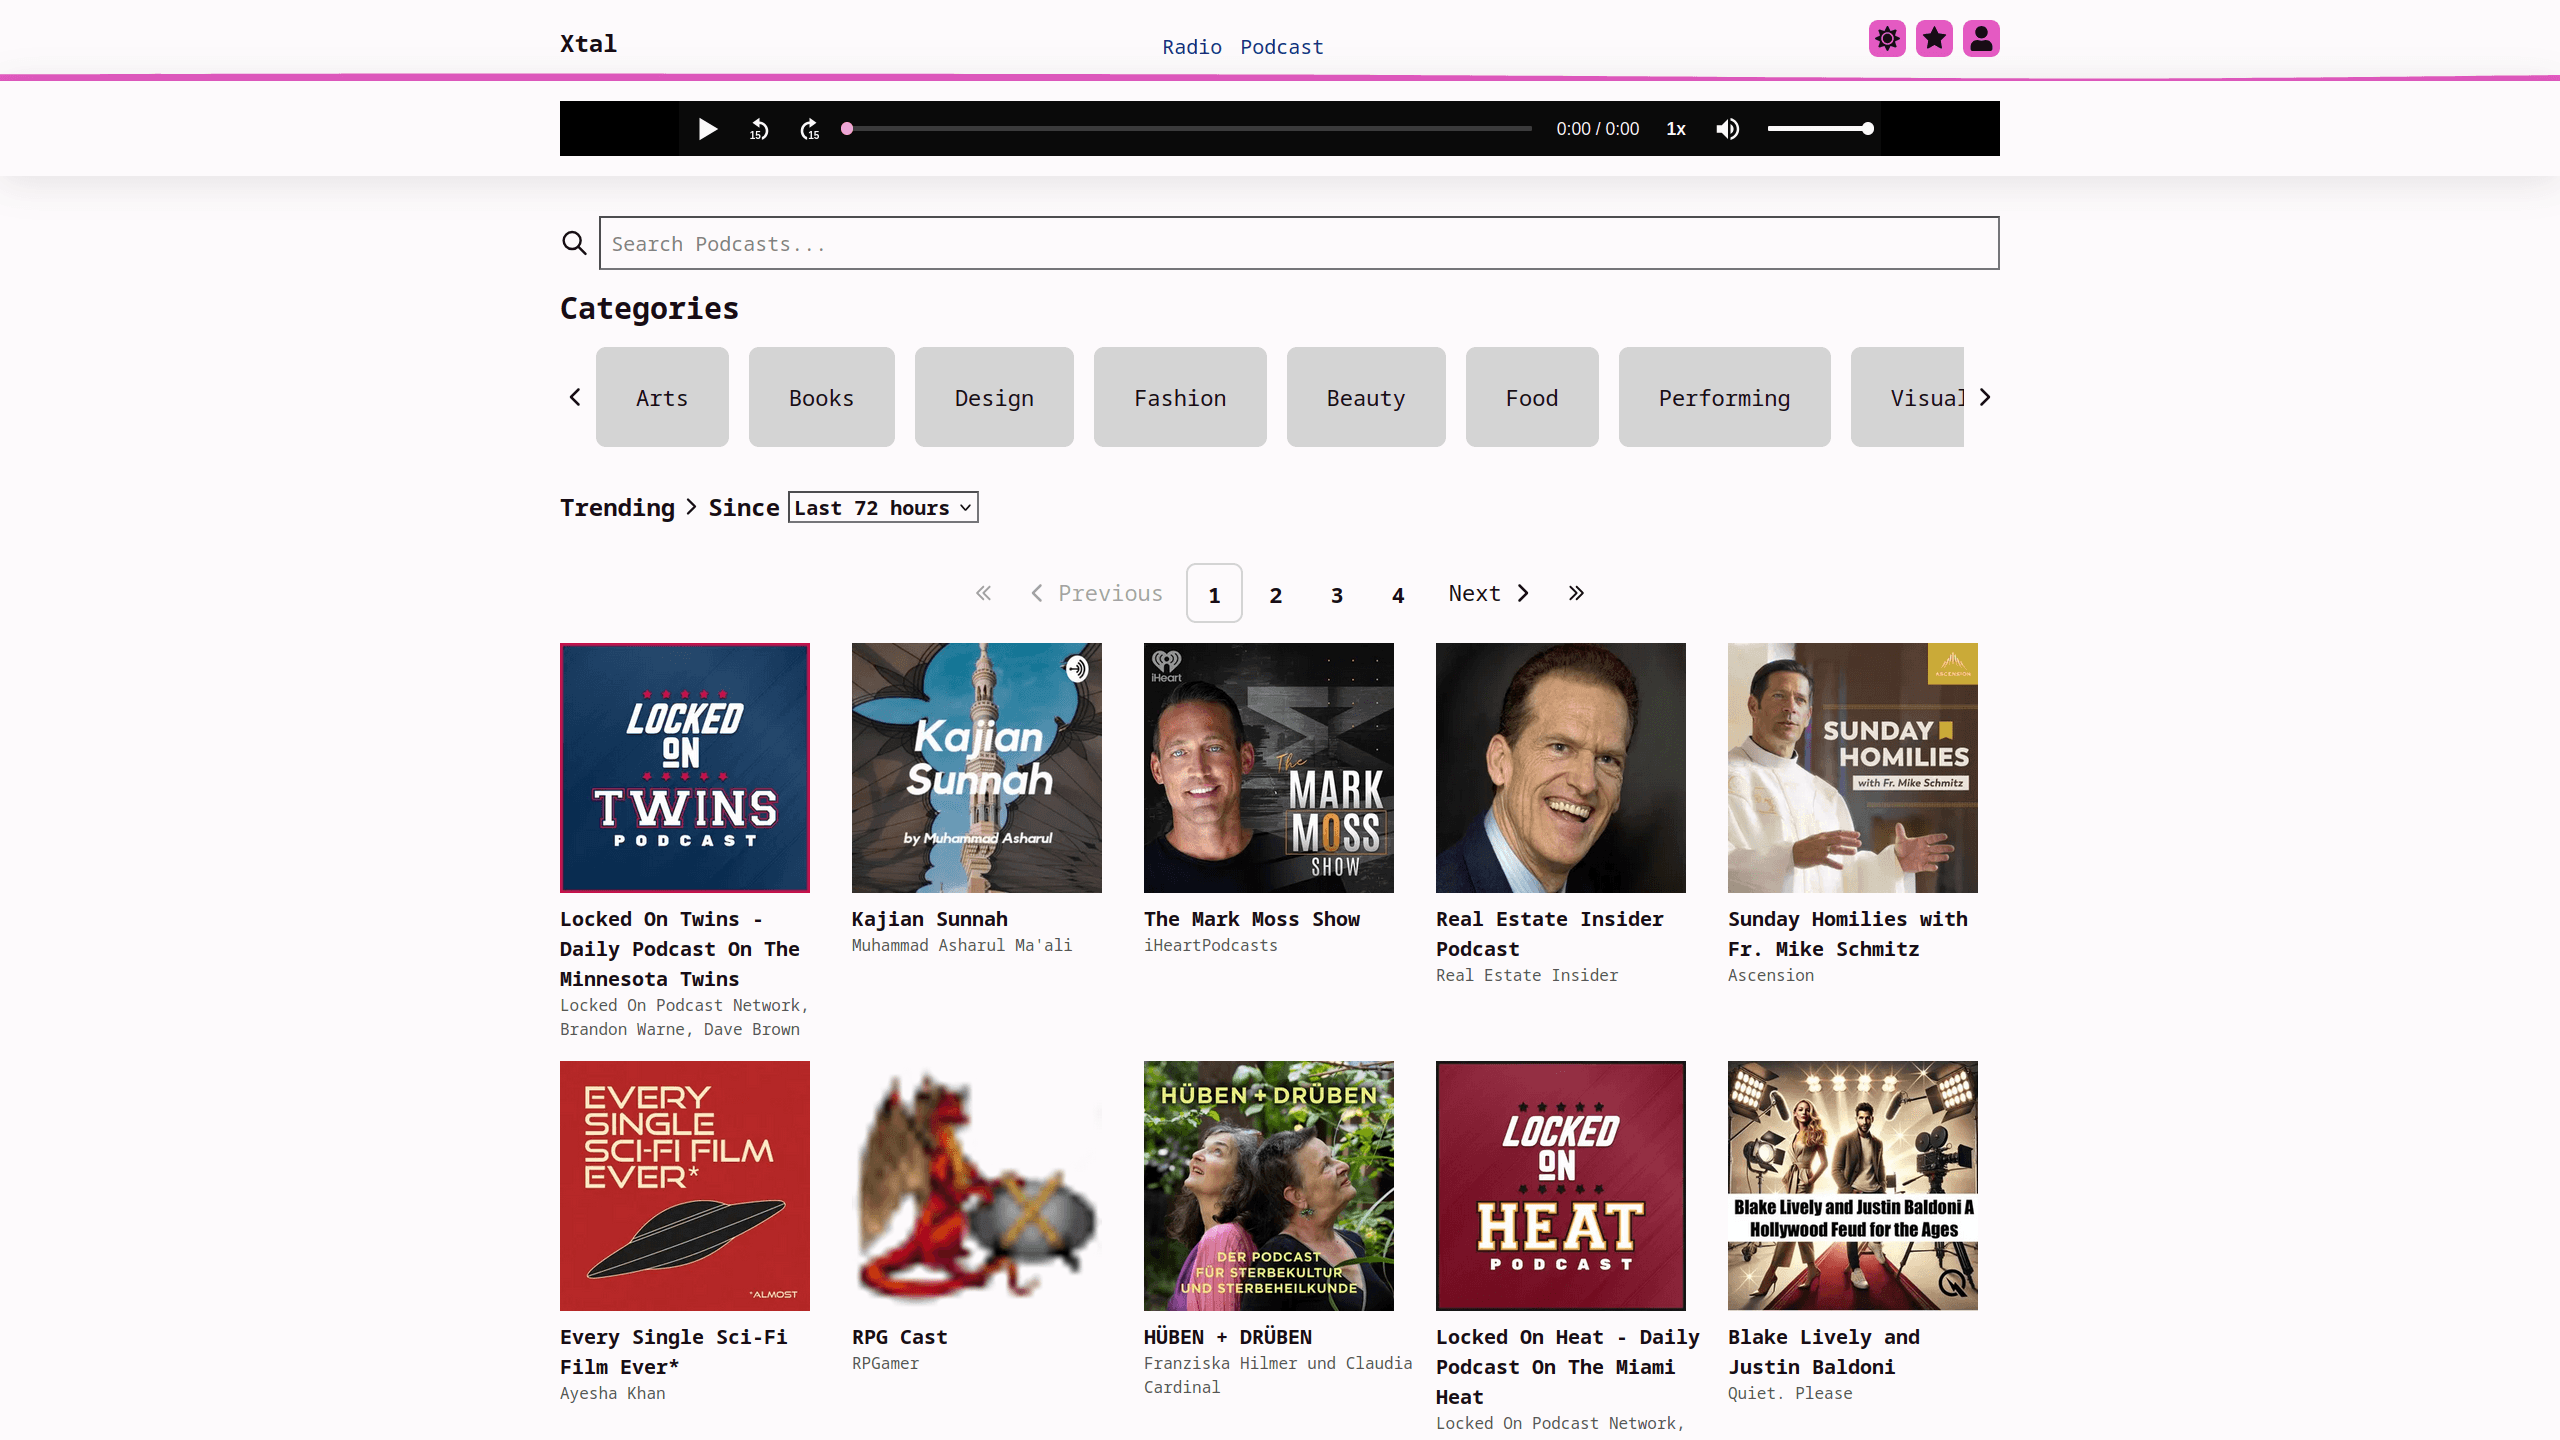 Xtal
Radio Podcast
15 15 0:00 / 0:00 1x
Search Podcasts...
Categories
Arts Books Design Fashion Beauty Food Performing Visual
Trending Since Last 72 hours
Previous 1 2 3 4 Next
LOCKED
ON
TWINS
PODCAST
Kajian
Sunnah
by Muhammad Asharul
iHeart
The
MARK
MOSS
SHOW
ASCENSION
SUNDAY
HOMILIES
with Fr. Mike Schmitz
Locked On Twins -
Daily Podcast On The
Minnesota Twins
Locked On Podcast Network,
Brandon Warne, Dave Brown
Kajian Sunnah
Muhammad Asharul Ma'ali
The Mark Moss Show
iHeartPodcasts
Real Estate Insider
Podcast
Real Estate Insider
Sunday Homilies with
Fr. Mike Schmitz
Ascension
EVERY
SINGLE
SCI-FI FILM
EVER*
*ALMOST
HÜBEN + DRÜBEN
DER PODCAST
FÜR STERBEKULTUR
UND STERBEHEILKUNDE
LOCKED
ON
HEAT
PODCAST
Blake Lively and Justin Baldoni A
Hollywood Feud for the Ages
Every Single Sci-Fi
Film Ever*
Ayesha Khan
RPG Cast
RPGamer
HÜBEN + DRÜBEN
Franziska Hilmer und Claudia
Cardinal
Locked On Heat - Daily
Podcast On The Miami
Heat
Locked On Podcast Network,
Blake Lively and
Justin Baldoni
Quiet. Please